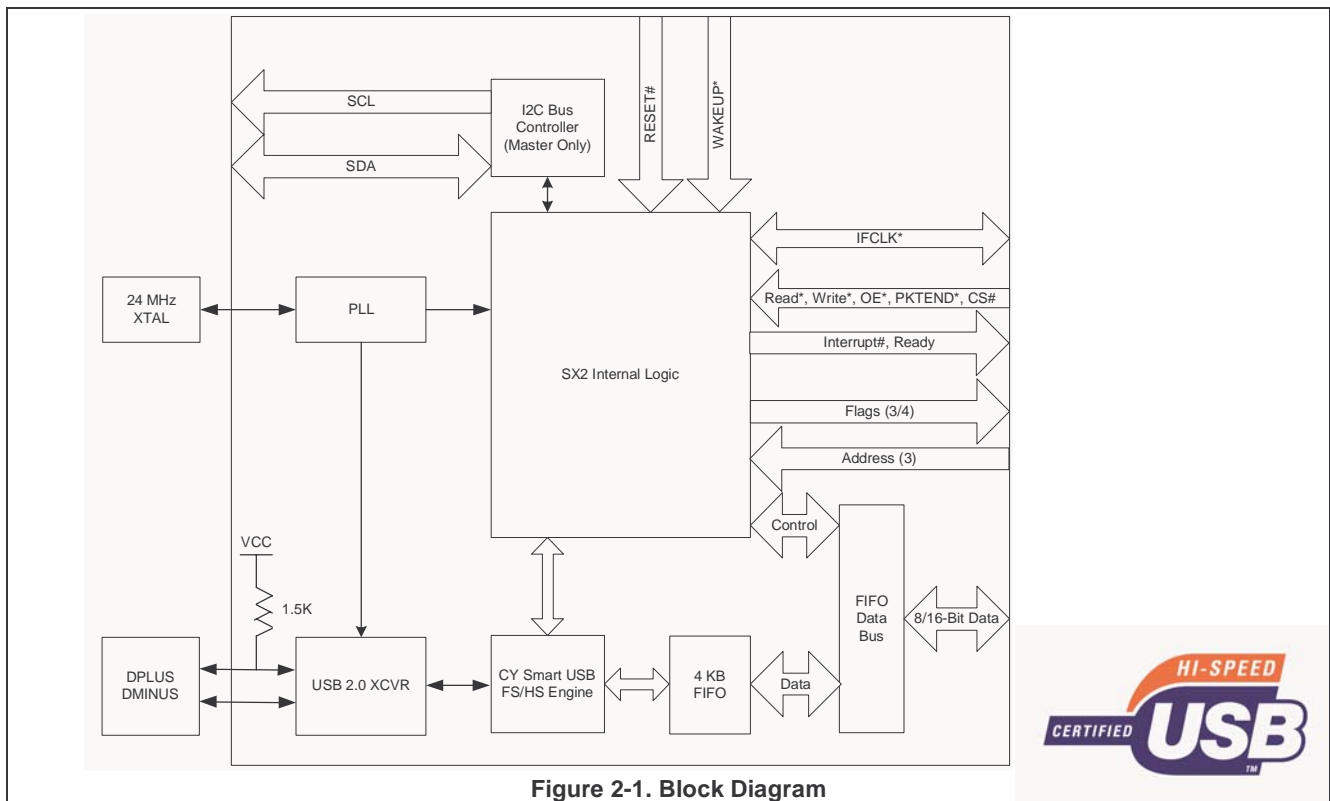 SCL
I2C Bus
Controller
(Master Only)
SDA
RESET#
WAKEUP*
IFCLK*
24 MHz
XTAL
PLL
Read*, Write*, OE*, PKTEND*, CS#
Interrupt#, Ready
SX2 Internal Logic
Flags (3/4)
Address (3)
Control
VCC
1.5K
FIFO
Data
Bus
8/16-Bit Data
DPLUS
DMINUS
USB 2.0 XCVR
CY Smart USB
FS/HS Engine
4 KB
FIFO
Data
HI-SPEED
CERTIFIED
USB
TM
Figure 2-1. Block Diagram